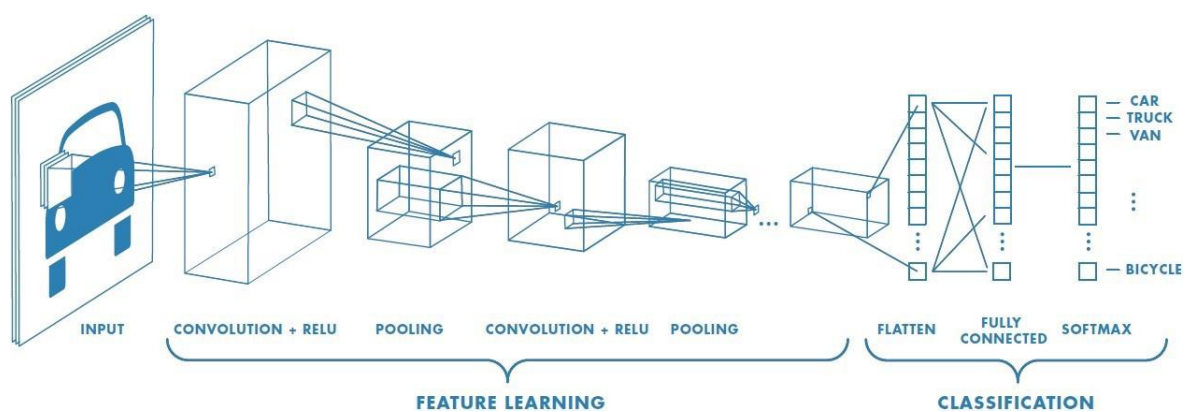 CAR
TRUCK
VAN
BICYCLE
INPUT
CONVOLUTION + RELU
POOLING
CONVOLUTION + RELU
POOLING
FLATTEN
FULLY
CONNECTED
SOFTMAX
FEATURE LEARNING
CLASSIFICATION